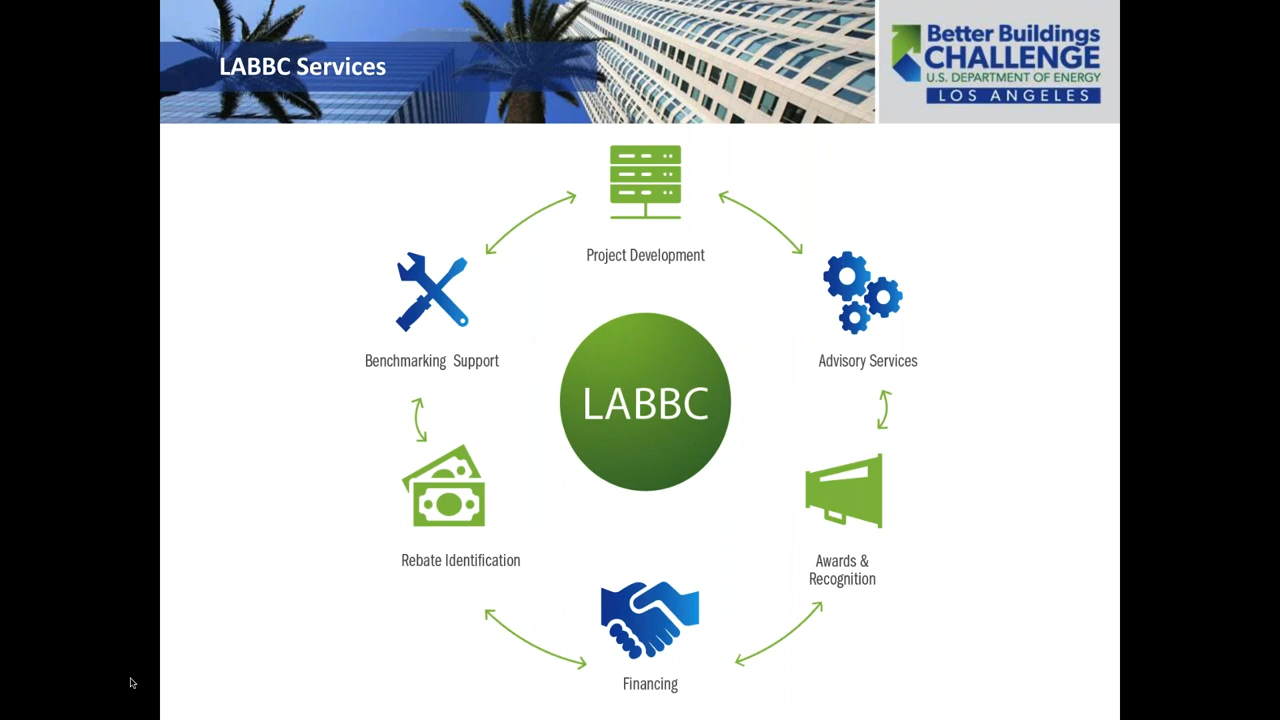 LABBC Services
Better Buildings
CHALLENGE
U.S. DEPARTMENT OF ENERGY
LOS ANGELES
Project Development
Benchmarking Support
Advisory Services
LABBC
Rebate Identification
Awards &
Recognition
Financing